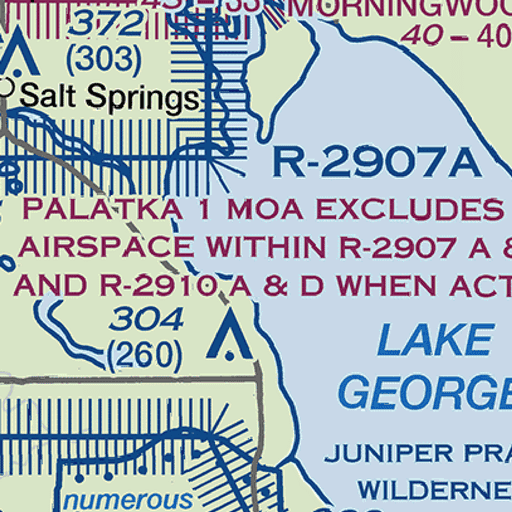 372
MORNINGWOO
(303)
40 – 40
Salt Springs
R-2907A
PALATKA 1 MOA EXCLUDES
AIRSPACE WITHIN R-2907 A &
AND R-2910 A & D WHEN ACT
304
(260)
LAKE
GEORGE
JUNIPER PRA
WILDERNE
numerous